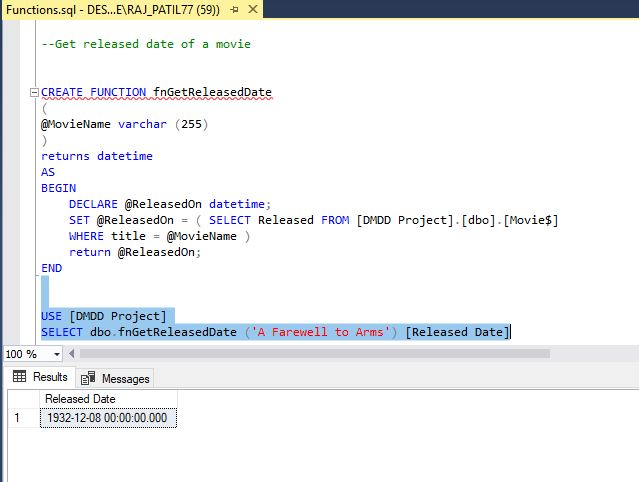 Functions.sql - DES...E\RAJ_PATIL77 (59))
--Get released date of a movie
CREATE FUNCTION fnGetReleasedDate
(
@MovieName varchar (255)
)
returns datetime
AS
BEGIN
DECLARE @ReleasedOn datetime;
SET @ReleasedOn = ( SELECT Released FROM [DMDD Project].[dbo].[Movie$]
WHERE title = @MovieName )
return @ReleasedOn;
END
USE [DMDD Project]
SELECT dbo.fnGetReleasedDate ('A Farewell to Arms') [Released Date]
100 %
Results Messages
Released Date
1 1932-12-08 00:00:00.000